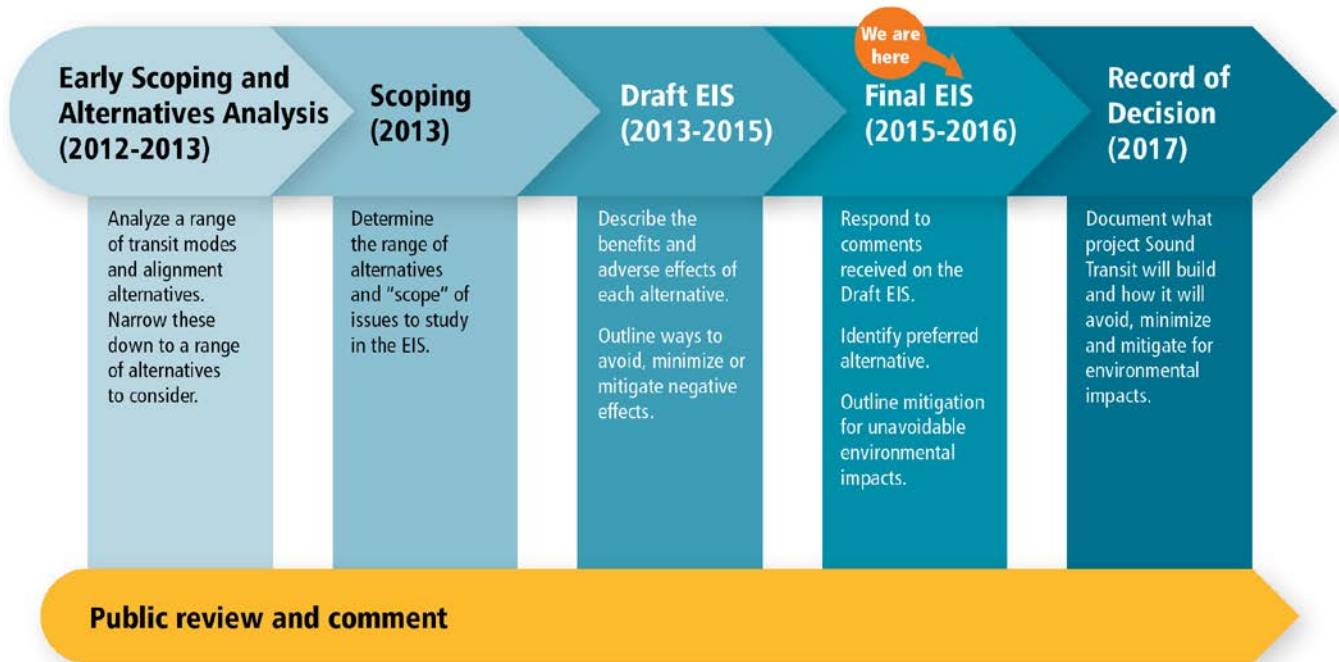 We are
here
Early Scoping and
Alternatives Analysis
(2012-2013)
Scoping
(2013)
Draft EIS
(2013-2015)
Final EIS
(2015-2016)
Record of
Decision
(2017)
Analyze a range
of transit modes
and alignment
alternatives.
Narrow these
down to a range
of alternatives
to consider.
Determine
the range of
alternatives
and “scope” of
issues to study
in the EIS.
Describe the
benefits and
adverse effects of
each alternative.
Outline ways to
avoid, minimize or
mitigate negative
effects.
Respond to
comments
received on the
Draft EIS.
Identify preferred
alternative.
Outline mitigation
for unavoidable
environmental
impacts.
Document what
project Sound
Transit will build
and how it will
avoid, minimize
and mitigate for
environmental
impacts.
Public review and comment